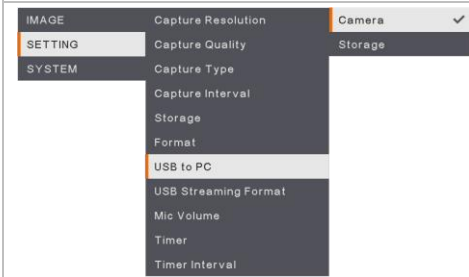 IMAGE
SETTING
SYSTEM
Capture Resolution
Capture Quality
Capture Type
Capture Interval
Storage
Format
USB to PC
USB Streaming Format
Mic Volume
Timer
Timer Interval
Camera
Storage